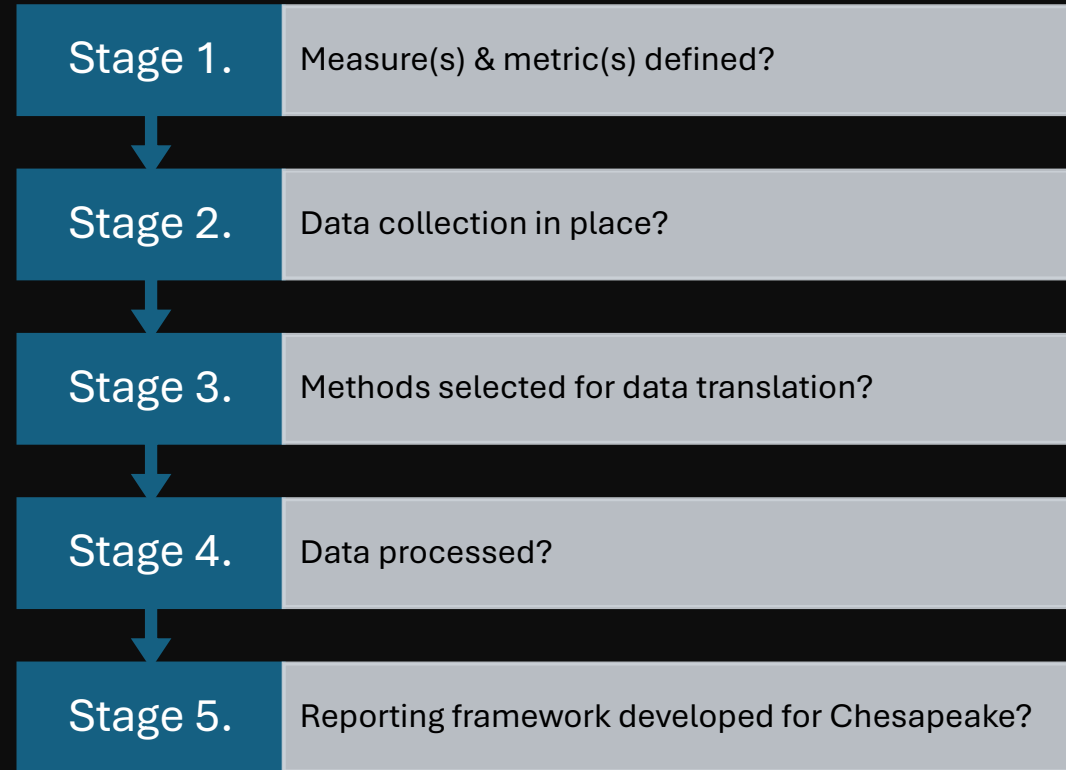 Stage 1.
Measure(s) & metric(s) defined?
Stage 2.
Data collection in place?
Stage 3.
Methods selected for data translation?
Stage 4.
Data processed?
Stage 5.
Reporting framework developed for Chesapeake?